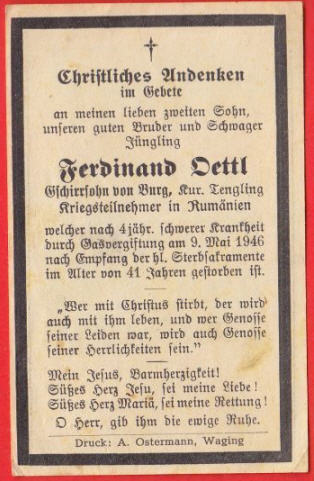 Christliches Andenken
im Gebete
an meinen lieben zweiten Sohn,
unseren guten Bruder und Schwager
Jüngling
Ferdinand Oettl
Gschirrsohn von Burg, Kur. Tengling
Kriegsteilnehmer in Rumänien
welcher nach 4jähr. schwerer Krankheit
durch Gasvergiftung am 9. Mai 1946
nach Empfang der hl. Sterbsakramente
im Alter von 41 Jahren gestorben ist.
„Wer mit Christus stirbt, der wird
auch mit ihm leben, und wer Genosse
seiner Leiden war, wird auch Genosse
seiner Herrlichkeiten sein."
Mein Jesus, Barmherzigkeit!
Süßes Herz Jesu, sei meine Liebe!
Süßes Herz Mariä, sei meine Rettung!
O Herr, gib ihm die ewige Ruhe.
Druck: A. Ostermann, Waging